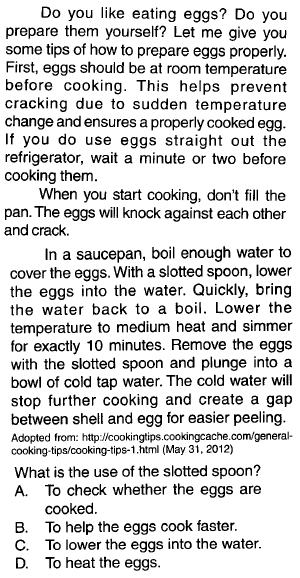 Do you like eating eggs? Do you
prepare them yourself? Let me give you
some tips of how to prepare eggs properly.
First, eggs should be at room temperature
before cooking. This helps prevent
cracking due to sudden temperature
change and ensures a properly cooked egg.
If you do use eggs straight out the
refrigerator, wait a minute or two before
cooking them.
When you start cooking, don't fill the
pan. The eggs will knock against each other
and crack.
In a saucepan, boil enough water to
cover the eggs. With a slotted spoon, lower
the eggs into the water. Quickly, bring
the water back to a boil. Lower the
temperature to medium heat and simmer
for exactly 10 minutes. Remove the eggs
with the slotted spoon and plunge into a
bowl of cold tap water. The cold water will
stop further cooking and create a gap
between shell and egg for easier peeling.
Adopted from: http://cookingtips.cookingcache.com/general-
cooking-tips/cooking-tips-1.html (May 31, 2012)
What is the use of the slotted spoon?
A. To check whether the eggs are
cooked.
B. To help the eggs cook faster.
C. To lower the eggs into the water.
D. To heat the eggs.